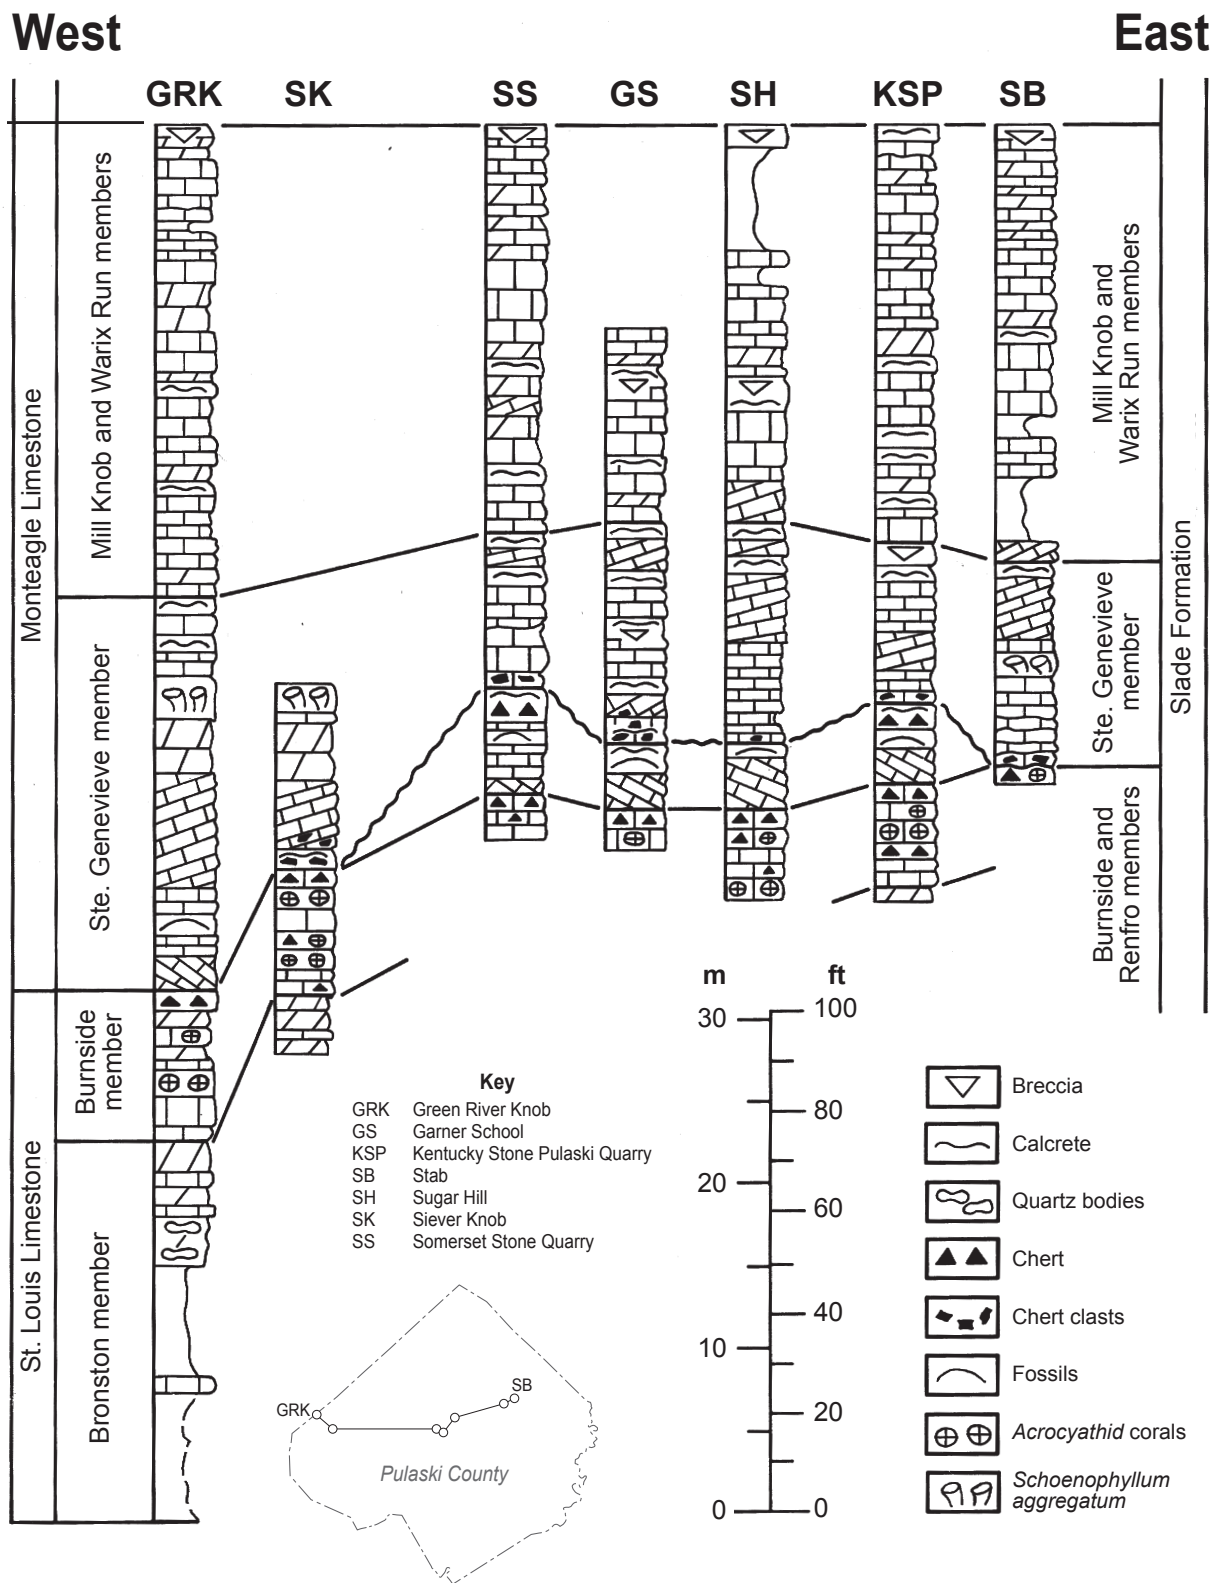 West
East
GRK
SK
SS
GS
SH
KSP
SB
Monteagle Limestone
St. Louis Limestone
Mill Knob and Warix Run members
Ste. Genevieve member
Burnside
member
Bronston member
Mill Knob and
Warix Run members
Ste. Genevieve
member
Burnside and
Renfro members
Slade Formation
Key
GRK Green River Knob
GS Garner School
KSP Kentucky Stone Pulaski Quarry
SB Stab
SH Sugar Hill
SK Siever Knob
SS Somerset Stone Quarry
GRK
SB
Pulaski County
m ft
30 100
80
20
60
40
10
20
0 0
Breccia
Calcrete
Quartz bodies
Chert
Chert clasts
Fossils
Acrocyathid corals
Schoenophyllum
aggregatum